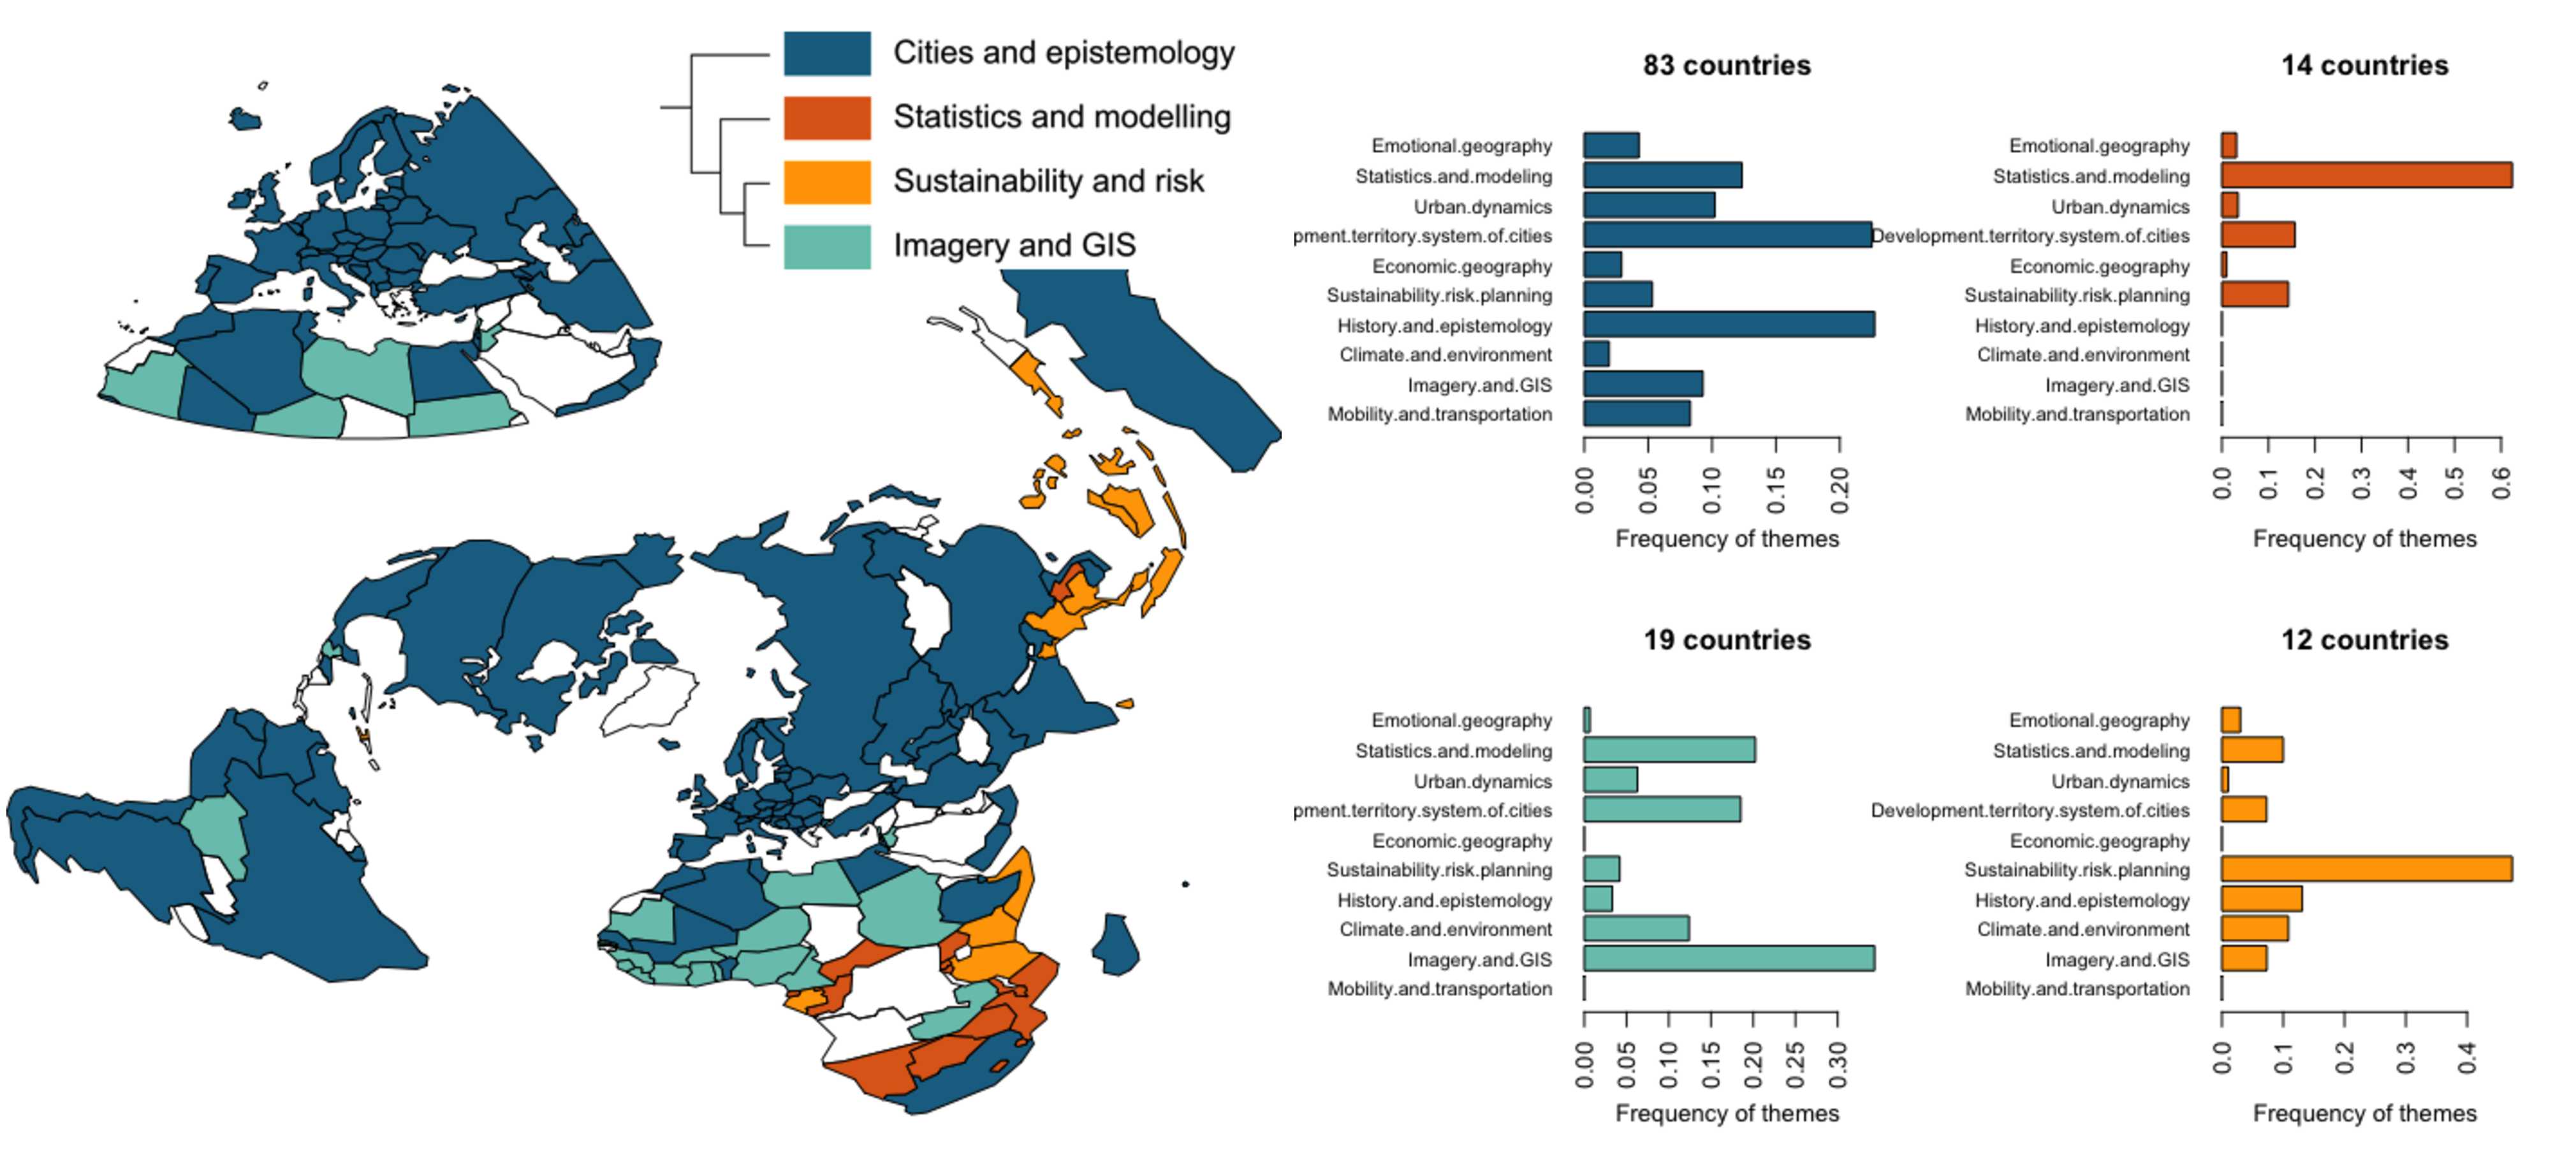 Cities and epistemology
Statistics and modelling
Sustainability and risk
Imagery and GIS
83 countries
Emotional.geography
Statistics.and.modeling
Urban.dynamics
pment.territory.system.of.cities
Economic.geography
Sustainability.risk.planning
History.and.epistemology
Climate.and.environment
Imagery.and.GIS
Mobility.and.transportation
0.00 0.05 0.10 0.15 0.20
Frequency of themes
14 countries
Emotional.geography
Statistics.and.modeling
Urban.dynamics
Development.territory.system.of.cities
Economic.geography
Sustainability.risk.planning
History.and.epistemology
Climate.and.environment
Imagery.and.GIS
Mobility.and.transportation
0.0 0.1 0.2 0.3 0.4 0.5 0.6
Frequency of themes
19 countries
Emotional.geography
Statistics.and.modeling
Urban.dynamics
pment.territory.system.of.cities
Economic.geography
Sustainability.risk.planning
History.and.epistemology
Climate.and.environment
Imagery.and.GIS
Mobility.and.transportation
0.00 0.05 0.10 0.15 0.20 0.25 0.30
Frequency of themes
12 countries
Emotional.geography
Statistics.and.modeling
Urban.dynamics
Development.territory.system.of.cities
Economic.geography
Sustainability.risk.planning
History.and.epistemology
Climate.and.environment
Imagery.and.GIS
Mobility.and.transportation
0.0 0.1 0.2 0.3 0.4
Frequency of themes